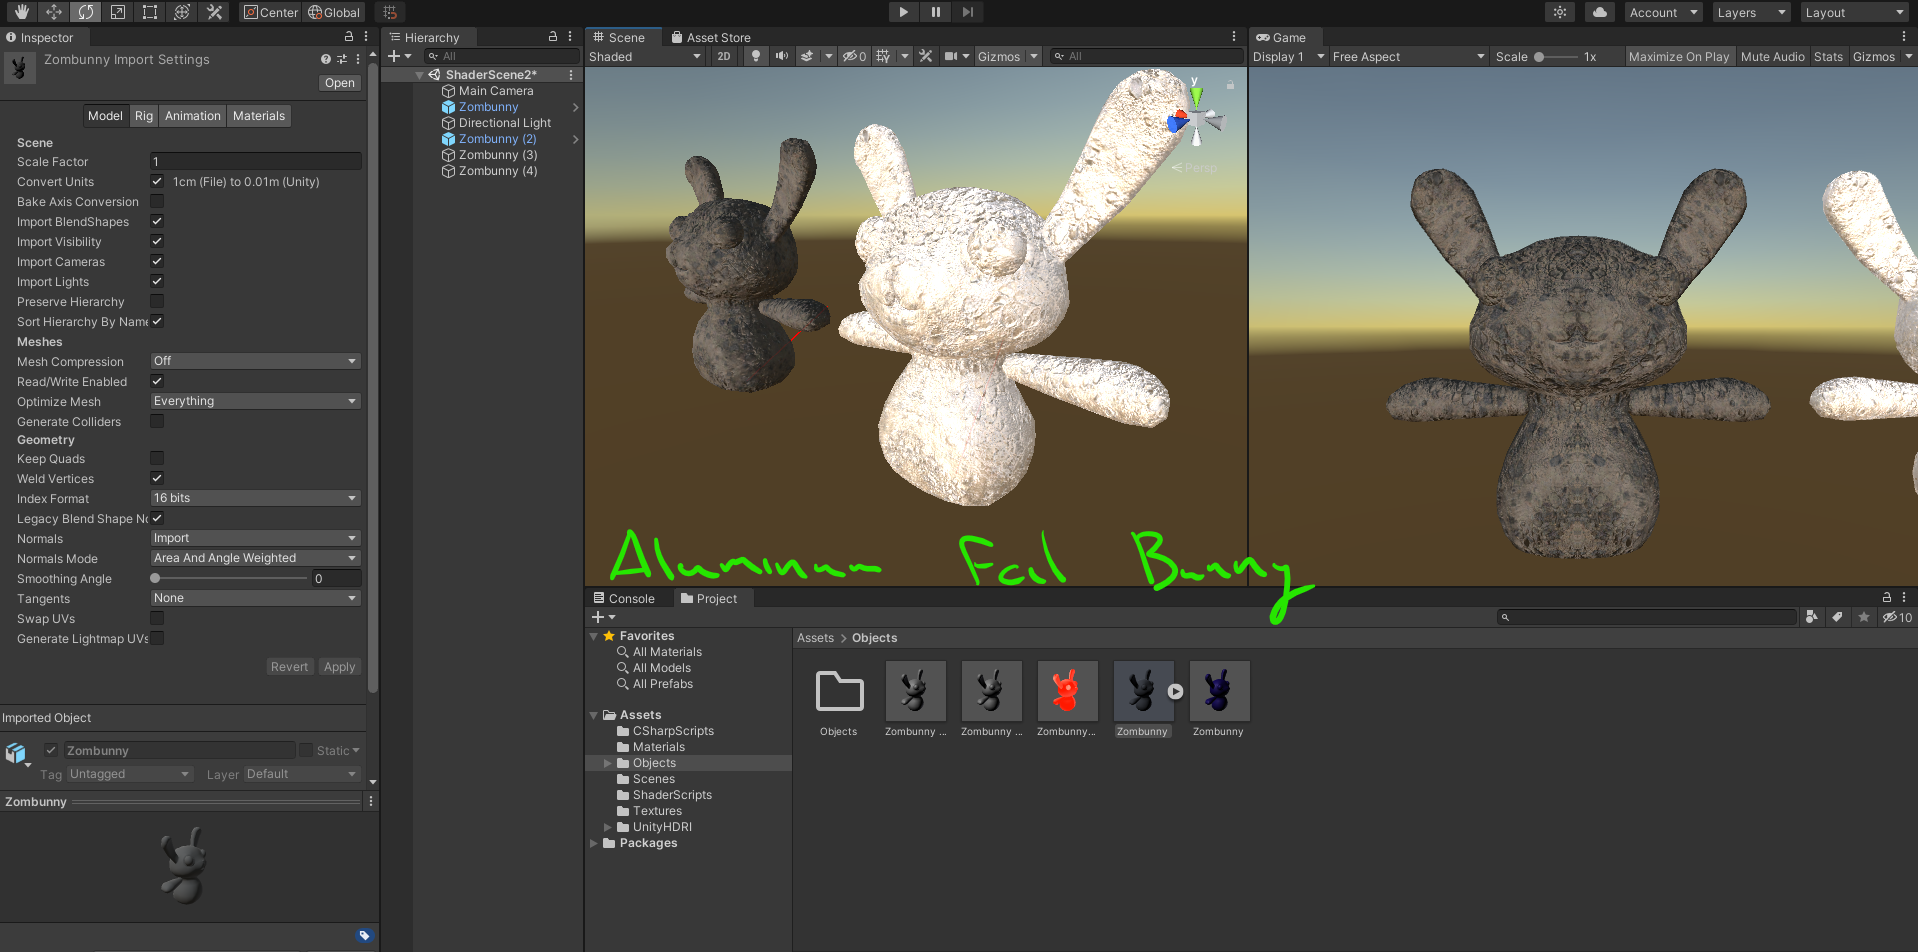 Center
Global
Account
Layers
Layout
Inspector
Zombunny Import Settings
Open
Model
Rig
Animation
Materials
Scene
Scale Factor
1
Convert Units
1cm (File) to 0.01m (Unity)
Bake Axis Conversion
Import BlendShapes
Import Visibility
Import Cameras
Import Lights
Preserve Hierarchy
Sort Hierarchy By Name
Meshes
Mesh Compression
Off
Read/Write Enabled
Optimize Mesh
Everything
Generate Colliders
Geometry
Keep Quads
Weld Vertices
Index Format
16 bits
Legacy Blend Shape No
Normals
Import
Normals Mode
Area And Angle Weighted
Smoothing Angle
0
Tangents
None
Swap UVs
Generate Lightmap UVs
Revert
Apply
Imported Object
Zombunny
Static
Tag
Untagged
Layer
Default
Zombunny
Hierarchy
All
ShaderScene2*
Main Camera
Zombunny
Directional Light
Zombunny (2)
Zombunny (3)
Zombunny (4)
Scene
Asset Store
Shaded
2D
0
Gizmos
All
y
Persp
Game
Display 1
Free Aspect
Scale
1x
Maximize On Play
Mute Audio
Stats
Gizmos
Aluminum Foil Bunny
Console
Project
10
Favorites
All Materials
All Models
All Prefabs
Assets
CSharpScripts
Materials
Objects
Scenes
ShaderScripts
Textures
UnityHDRI
Packages
Assets > Objects
Objects
Zombunny ...
Zombunny ...
Zombunny...
Zombunny
Zombunny